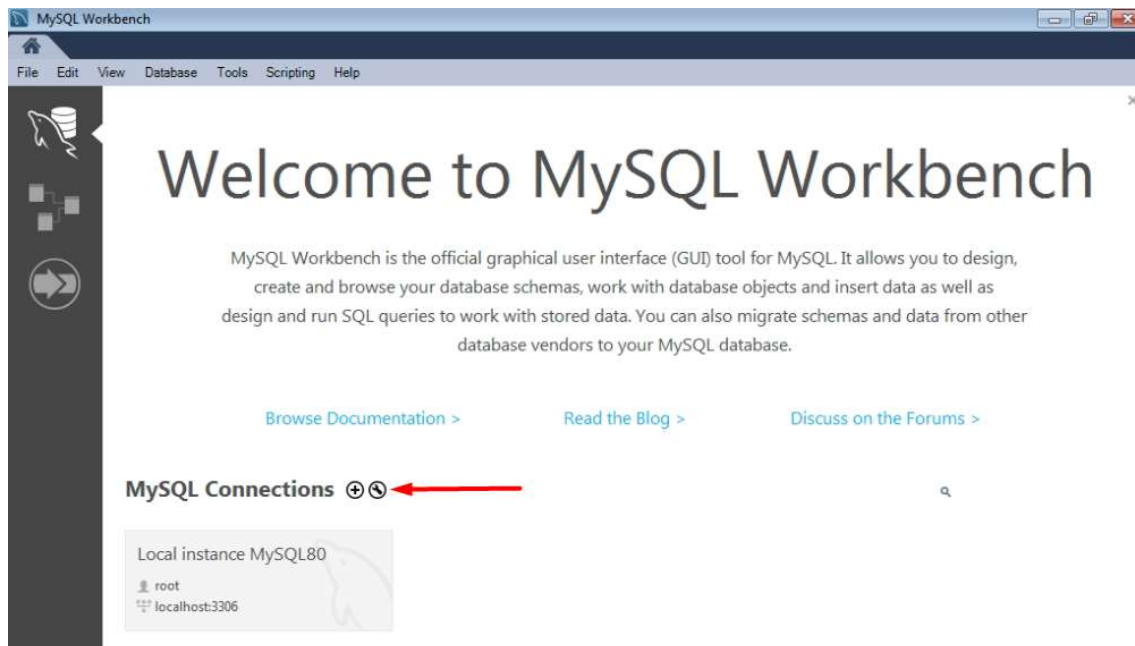 MySQL Workbench
File Edit View Database Tools Scripting Help
Welcome to MySQL Workbench
MySQL Workbench is the official graphical user interface (GUI) tool for MySQL. It allows you to design,
create and browse your database schemas, work with database objects and insert data as well as
design and run SQL queries to work with stored data. You can also migrate schemas and data from other
database vendors to your MySQL database.
Browse Documentation > Read the Blog > Discuss on the Forums >
MySQL Connections
Local instance MySQL80
root
localhost:3306